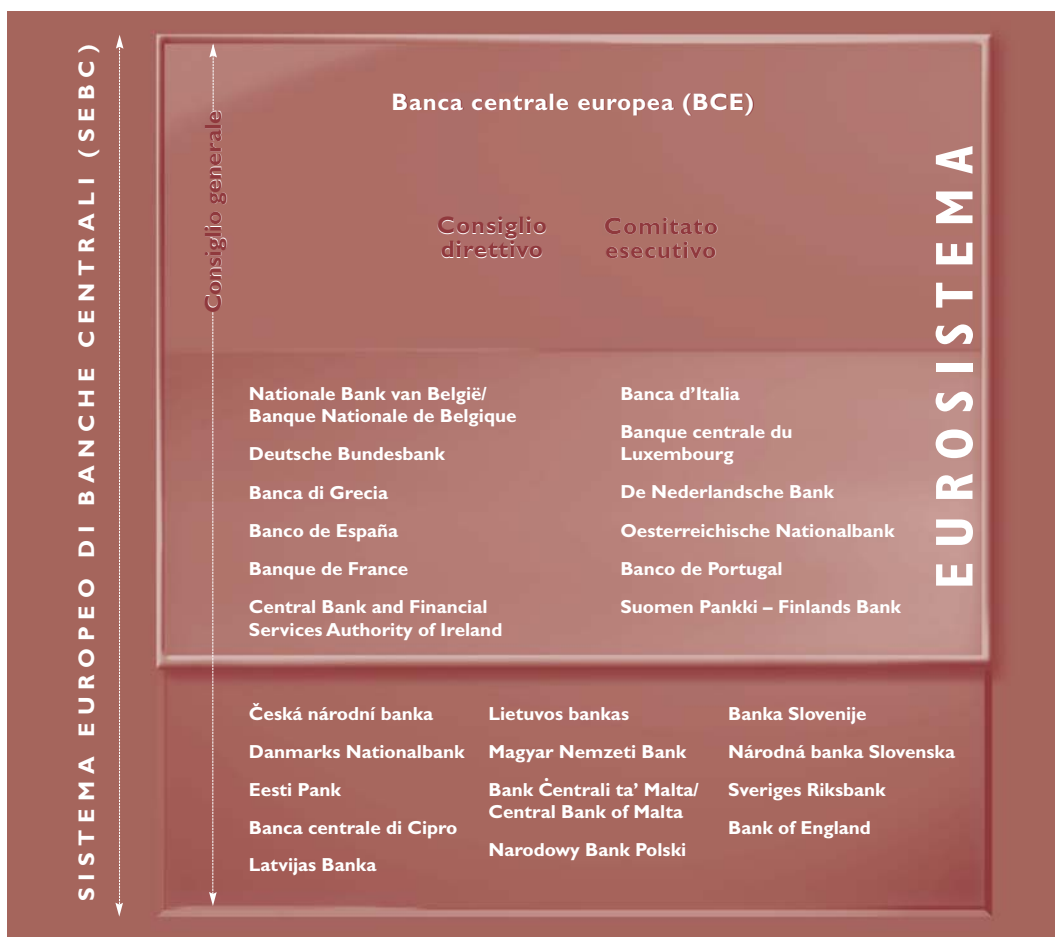 SISTEMA EUROPEO DI BANCHE CENTRALI (SEBC)
Consiglio generale
Banca centrale europea (BCE)
Consiglio
direttivo
Comitato
esecutivo
EUROSISTEMA
Nationale Bank van België/
Banque Nationale de Belgique
Deutsche Bundesbank
Banca di Grecia
Banco de España
Banque de France
Central Bank and Financial
Services Authority of Ireland
Banca d’Italia
Banque centrale du
Luxembourg
De Nederlandsche Bank
Oesterreichische Nationalbank
Banco de Portugal
Suomen Pankki – Finlands Bank
Česká národní banka
Danmarks Nationalbank
Eesti Pank
Banca centrale di Cipro
Latvijas Banka
Lietuvos bankas
Magyar Nemzeti Bank
Bank Ċentrali ta’ Malta/
Central Bank of Malta
Narodowy Bank Polski
Banka Slovenije
Národná banka Slovenska
Sveriges Riksbank
Bank of England